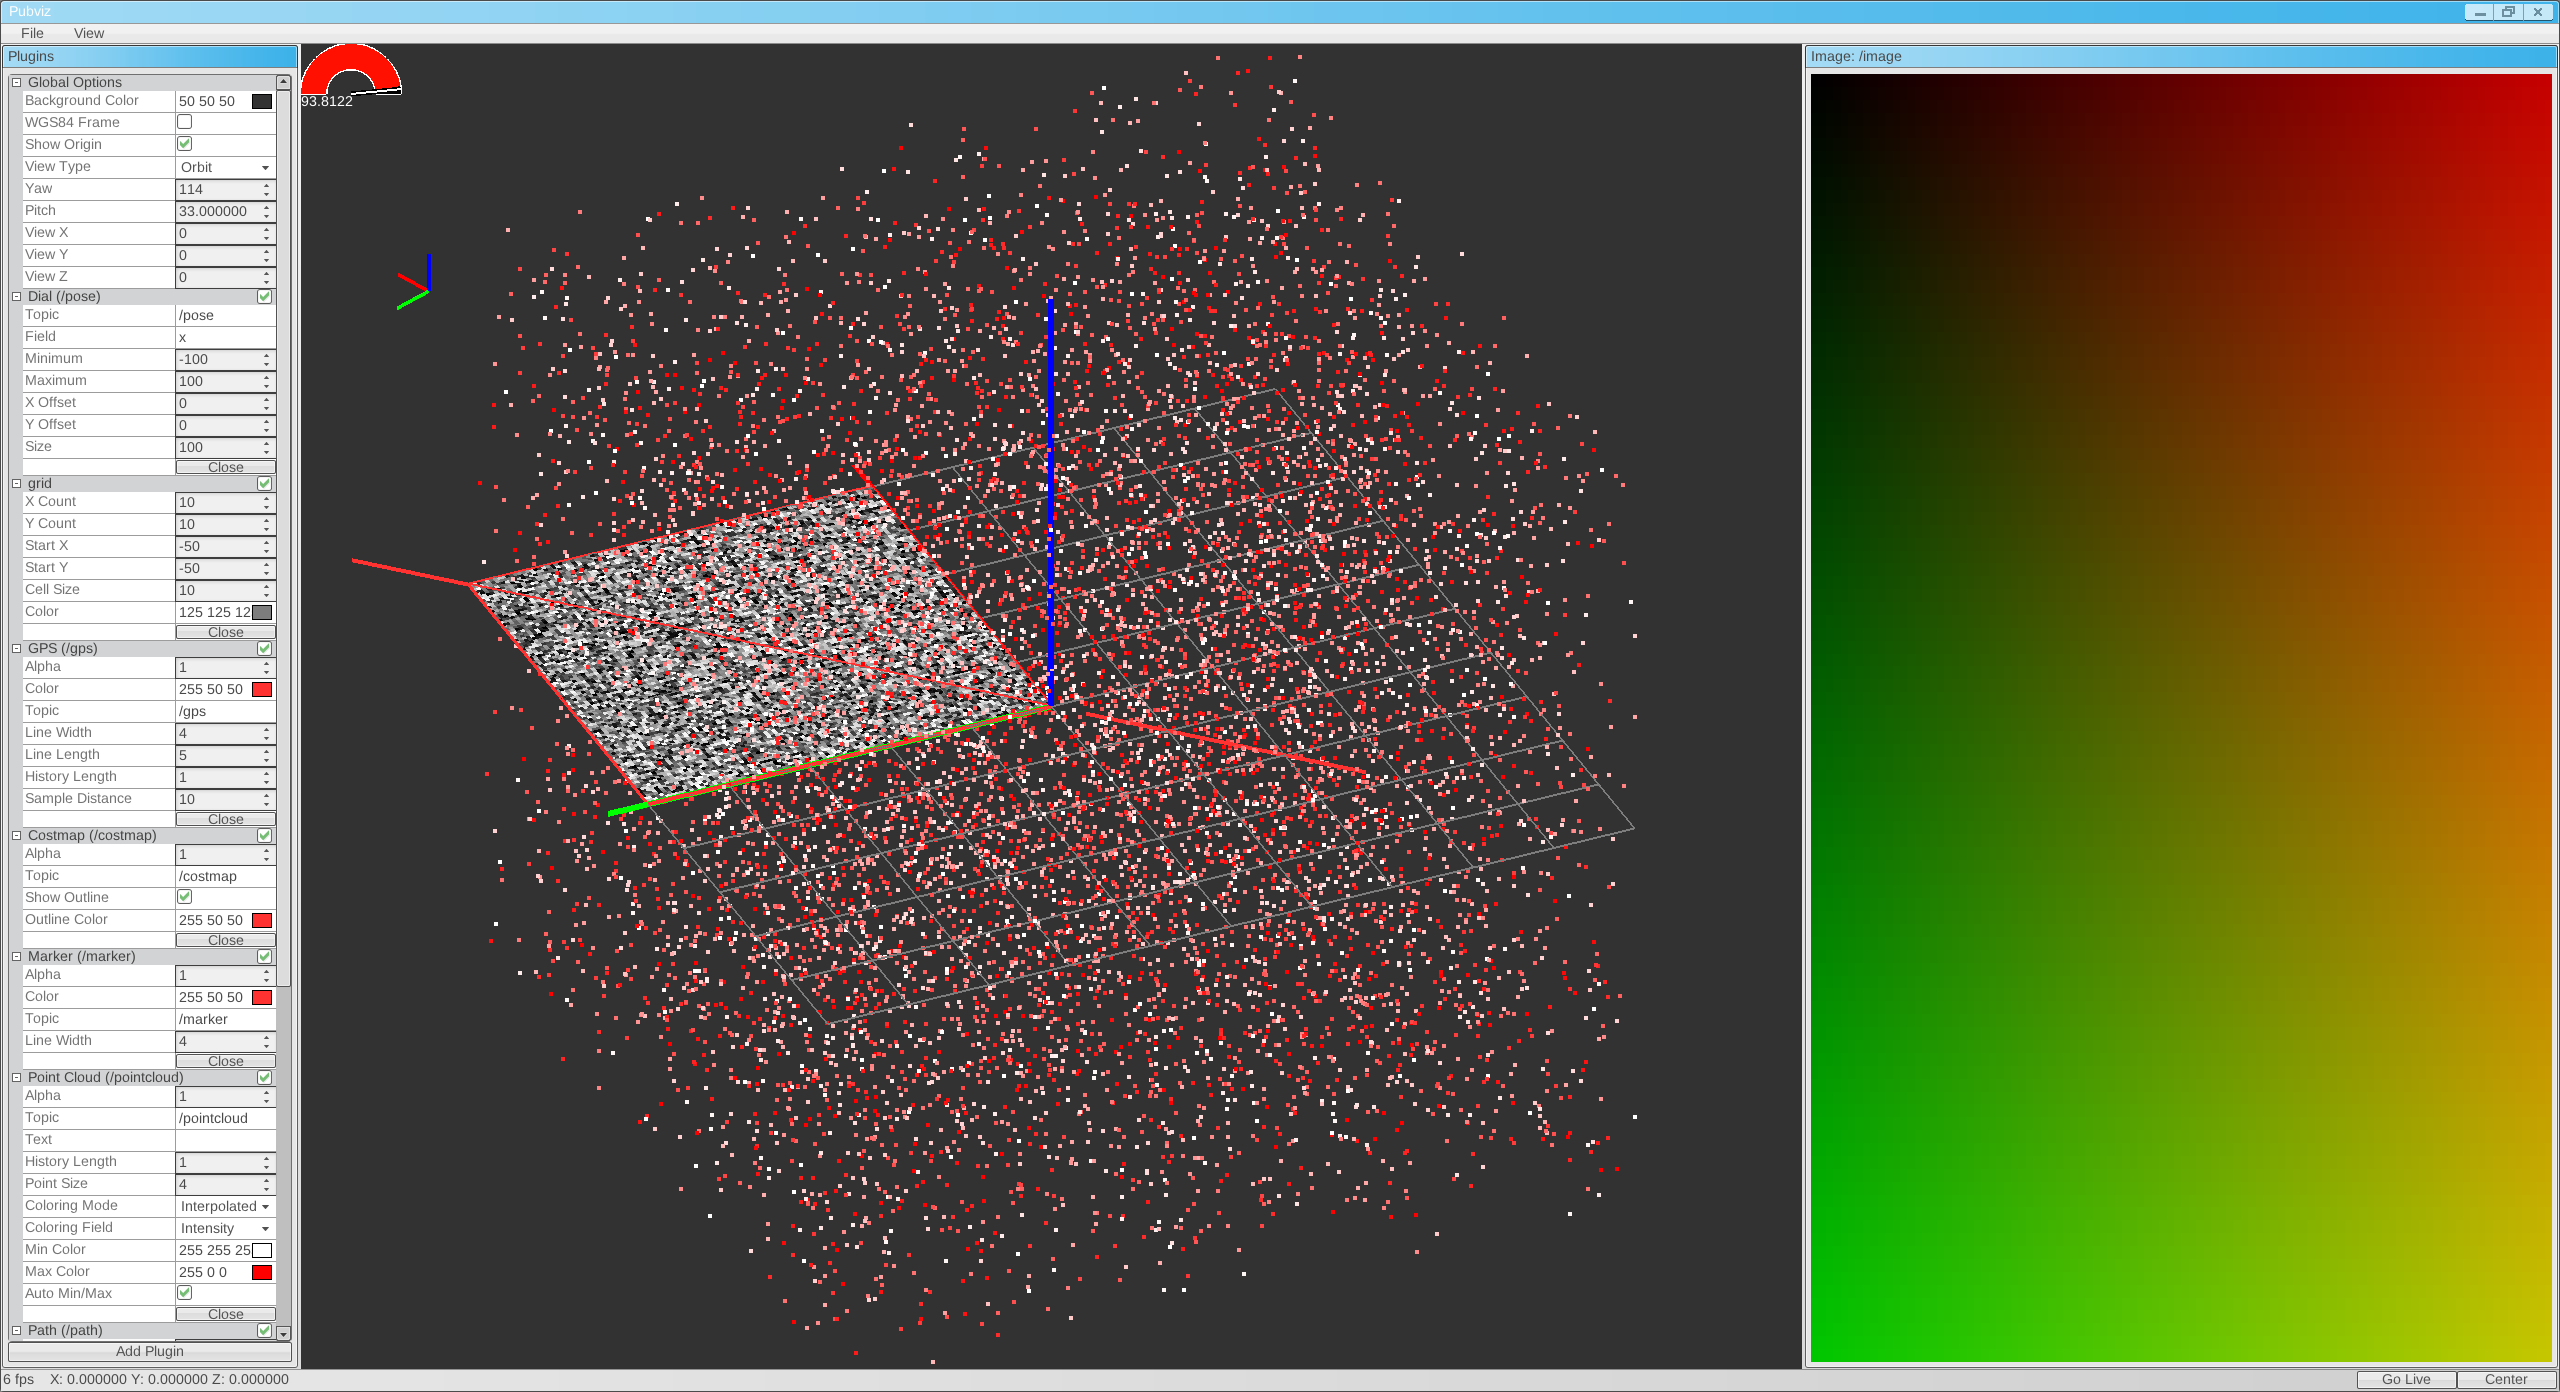 Pubviz
File View
Plugins
Global Options
Background Color 50 50 50
WGS84 Frame
Show Origin
View Type Orbit
Yaw 114
Pitch 33.000000
View X 0
View Y 0
View Z 0
Dial (/pose)
Topic /pose
Field x
Minimum -100
Maximum 100
X Offset 0
Y Offset 0
Size 100
Close
grid
X Count 10
Y Count 10
Start X -50
Start Y -50
Cell Size 10
Color 125 125 12
Close
GPS (/gps)
Alpha 1
Color 255 50 50
Topic /gps
Line Width 4
Line Length 5
History Length 1
Sample Distance 10
Close
Costmap (/costmap)
Alpha 1
Topic /costmap
Show Outline
Outline Color 255 50 50
Close
Marker (/marker)
Alpha 1
Color 255 50 50
Topic /marker
Line Width 4
Close
Point Cloud (/pointcloud)
Alpha 1
Topic /pointcloud
Text
History Length 1
Point Size 4
Coloring Mode Interpolated
Coloring Field Intensity
Min Color 255 255 25
Max Color 255 0 0
Auto Min/Max
Close
Path (/path)
Add Plugin
6 fps X: 0.000000 Y: 0.000000 Z: 0.000000
93.8122
Image: /image
Go Live Center